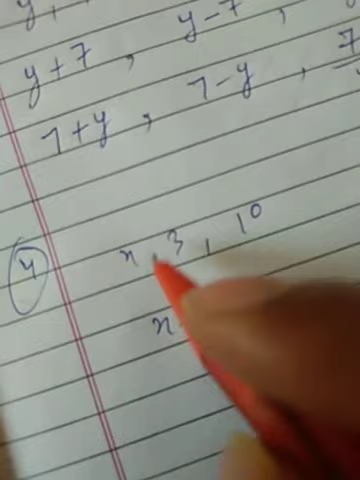 y+7 , y-7 ,
7+y , 7-y ,
4 x, 3, 10
x